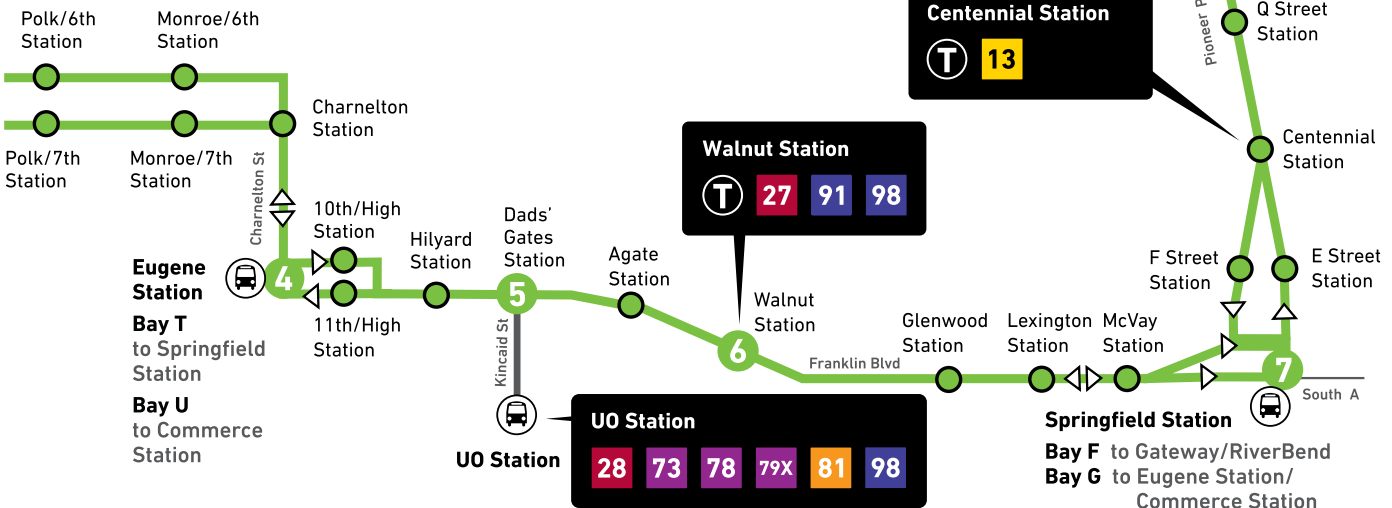 Polk/6th
Station
Monroe/6th
Station
Charnelton
Station
Polk/7th
Station
Monroe/7th
Station
Charnelton St
10th/High
Station
Eugene
Station
4
Bay T
to Springfield
Station
Bay U
to Commerce
Station
11th/High
Station
Hilyard
Station
Dads'
Gates
Station
5
Kincaid St
UO Station
UO Station
28 73 78 79X 81 98
Agate
Station
Walnut Station
T 27 91 98
Walnut
Station
6
Franklin Blvd
Glenwood
Station
Lexington
Station
McVay
Station
Centennial Station
T 13
Q Street
Station
Centennial
Station
F Street
Station
E Street
Station
7
South A
Springfield Station
Bay F to Gateway/RiverBend
Bay G to Eugene Station/
Commerce Station
Pioneer